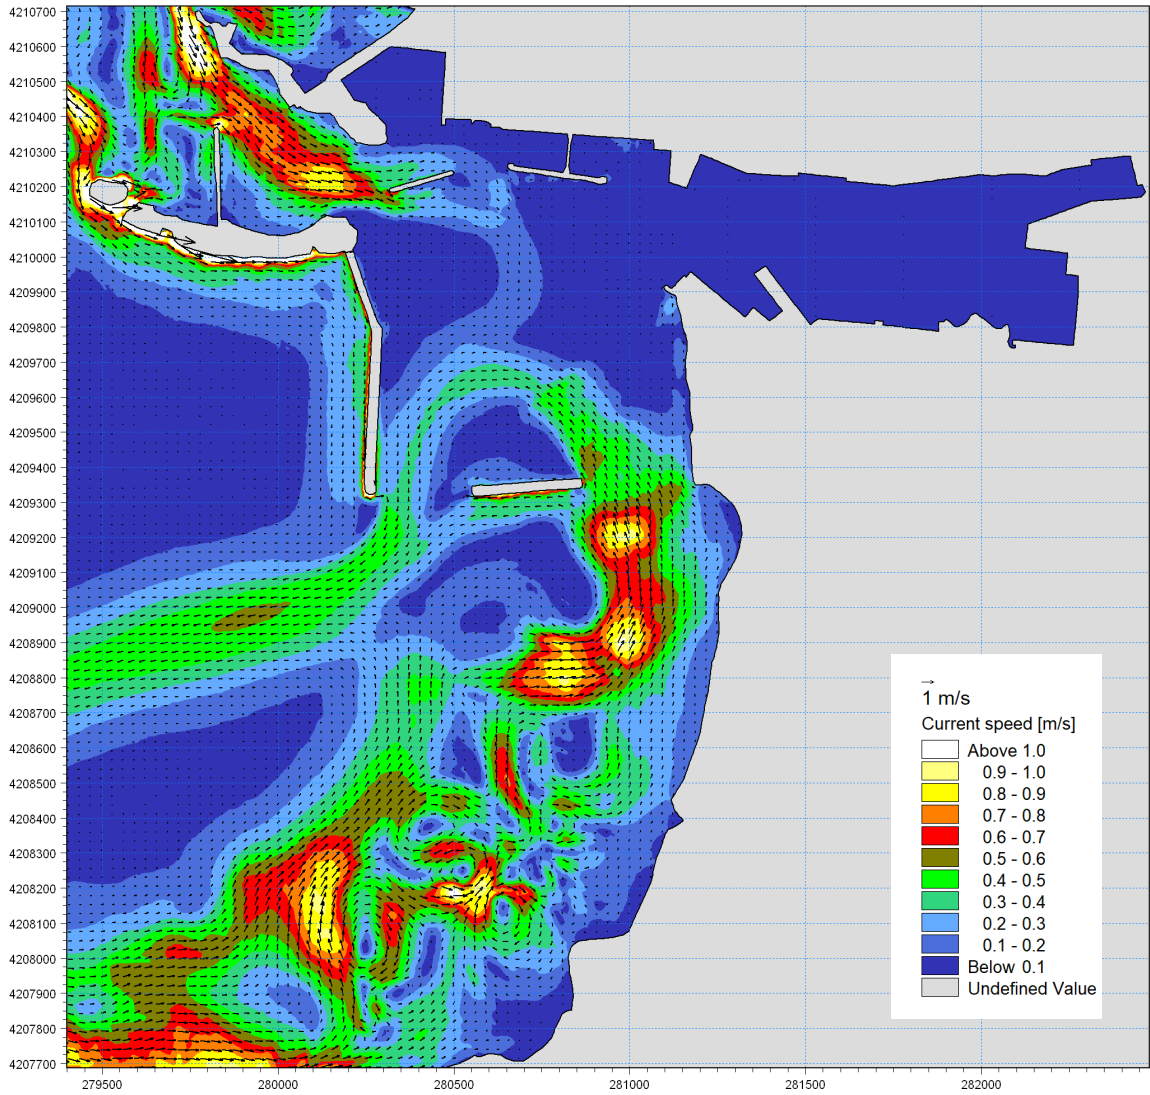 4210700
4210600
4210500
4210400
4210300
4210200
4210100
4210000
4209900
4209800
4209700
4209600
4209500
4209400
4209300
4209200
4209100
4209000
4208900
4208800
4208700
4208600
4208500
4208400
4208300
4208200
4208100
4208000
4207900
4207800
4207700
279500 280000 280500 281000 281500 282000
1 m/s
Current speed [m/s]
Above 1.0
0.9 - 1.0
0.8 - 0.9
0.7 - 0.8
0.6 - 0.7
0.5 - 0.6
0.4 - 0.5
0.3 - 0.4
0.2 - 0.3
0.1 - 0.2
Below 0.1
Undefined Value